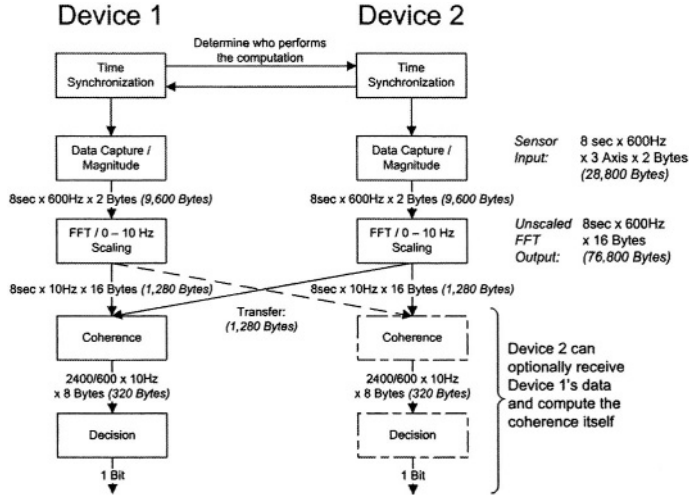 Device 1
Device 2
Determine who performs
the computation
Time
Synchronization
Time
Synchronization
Data Capture /
Magnitude
Data Capture /
Magnitude
Sensor 8 sec x 600Hz
Input: x 3 Axis x 2 Bytes
(28,800 Bytes)
8sec x 600Hz x 2 Bytes (9,600 Bytes)
8sec x 600Hz x 2 Bytes (9,600 Bytes)
FFT / 0 – 10 Hz
Scaling
FFT / 0 – 10 Hz
Scaling
Unscaled 8sec x 600Hz
FFT x 16 Bytes
Output: (76,800 Bytes)
8sec x 10Hz x 16 Bytes (1,280 Bytes)
8sec x 10Hz x 16 Bytes (1,280 Bytes)
Transfer:
(1,280 Bytes)
Coherence
Coherence
2400/600 x 10Hz
x 8 Bytes (320 Bytes)
2400/600 x 10Hz
x 8 Bytes (320 Bytes)
Device 2 can
optionally receive
Device 1's data
and compute the
coherence itself
Decision
Decision
1 Bit
1 Bit